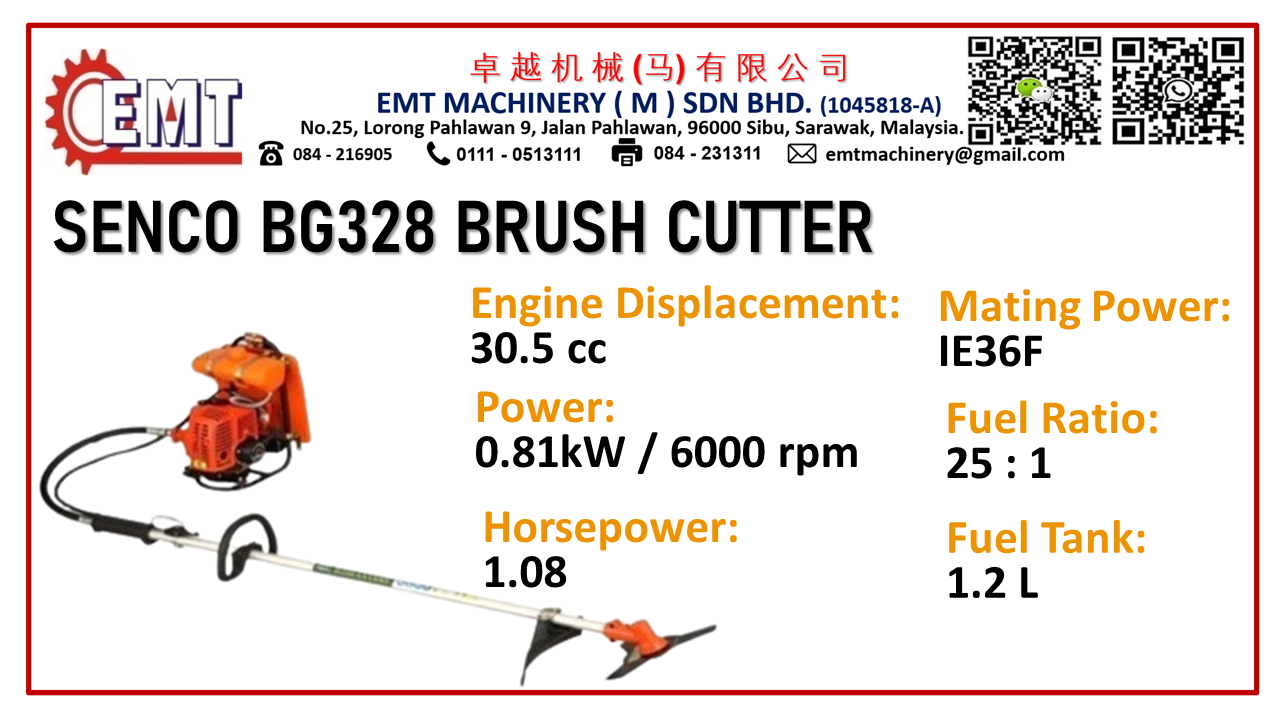 EMT
卓越机械(马)有限公司
EMT MACHINERY ( M ) SDN BHD. (1045818-A)
No.25, Lorong Pahlawan 9, Jalan Pahlawan, 96000 Sibu, Sarawak, Malaysia.
084 - 216905 0111 - 0513111 084 - 231311 emtmachinery@gmail.com
SENCO BG328 BRUSH CUTTER
Engine Displacement:
30.5 cc
Power:
0.81kW / 6000 rpm
Horsepower:
1.08
Mating Power:
IE36F
Fuel Ratio:
25 : 1
Fuel Tank:
1.2 L